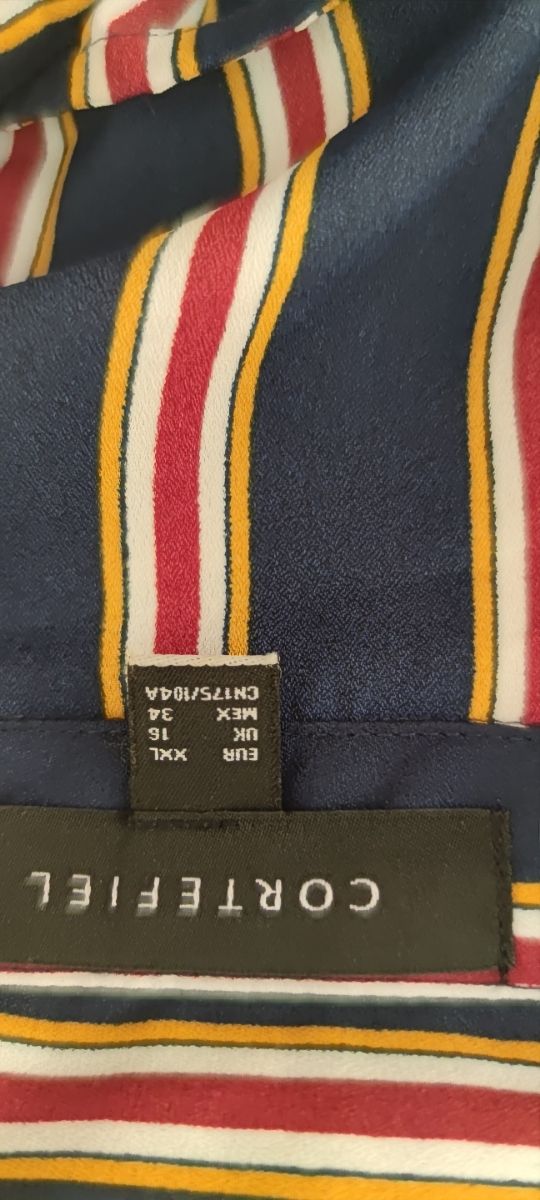 CORTEFIEL
EUR XXL
UK 16
MEX 34
CN175/104A